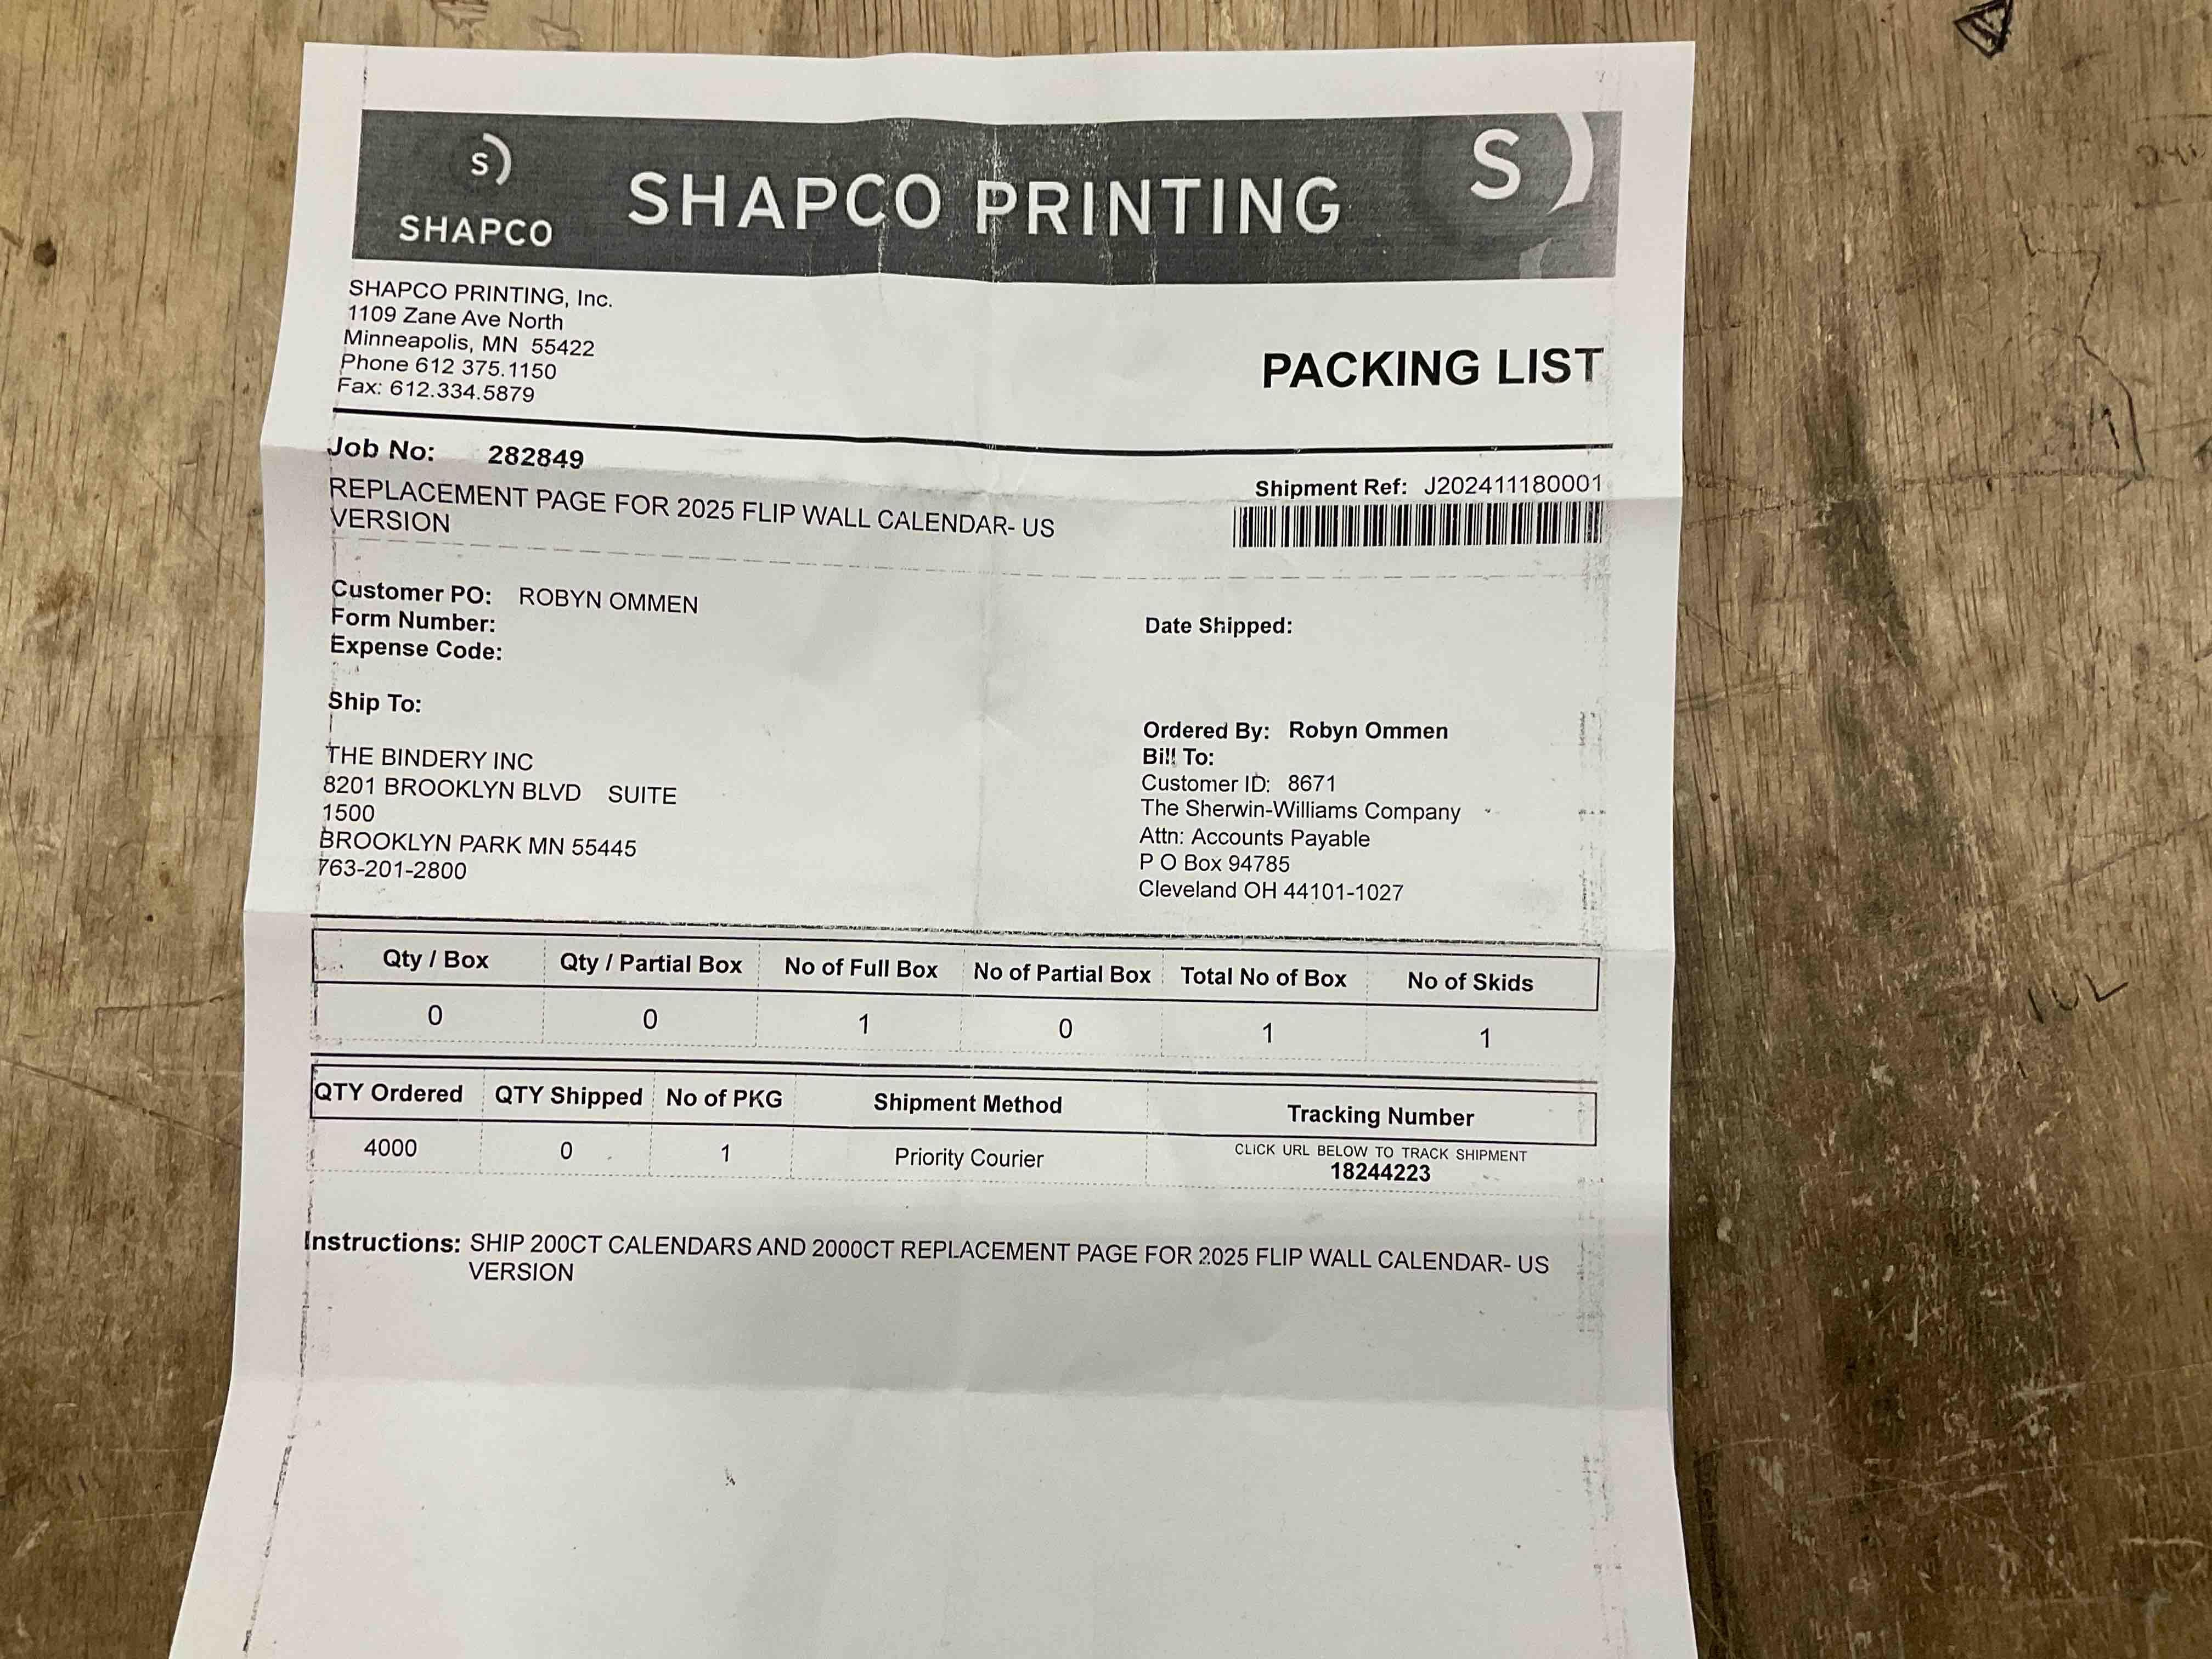 S)
SHAPCO
SHAPCO PRINTING
S)
SHAPCO PRINTING, Inc.
1109 Zane Ave North
Minneapolis, MN 55422
Phone 612 375.1150
Fax: 612.334.5879
PACKING LIST
Job No: 282849
REPLACEMENT PAGE FOR 2025 FLIP WALL CALENDAR- US
VERSION
Shipment Ref: J202411180001
Customer PO: ROBYN OMMEN
Form Number:
Expense Code:
Date Shipped:
Ship To:
THE BINDERY INC
8201 BROOKLYN BLVD SUITE
1500
BROOKLYN PARK MN 55445
763-201-2800
Ordered By: Robyn Ommen
Bill To:
Customer ID: 8671
The Sherwin-Williams Company
Attn: Accounts Payable
P O Box 94785
Cleveland OH 44101-1027
Qty / Box Qty / Partial Box No of Full Box No of Partial Box Total No of Box No of Skids
0 0 1 0 1 1
QTY Ordered QTY Shipped No of PKG Shipment Method Tracking Number
4000 0 1 Priority Courier CLICK URL BELOW TO TRACK SHIPMENT
18244223
Instructions: SHIP 200CT CALENDARS AND 2000CT REPLACEMENT PAGE FOR 2025 FLIP WALL CALENDAR- US
VERSION